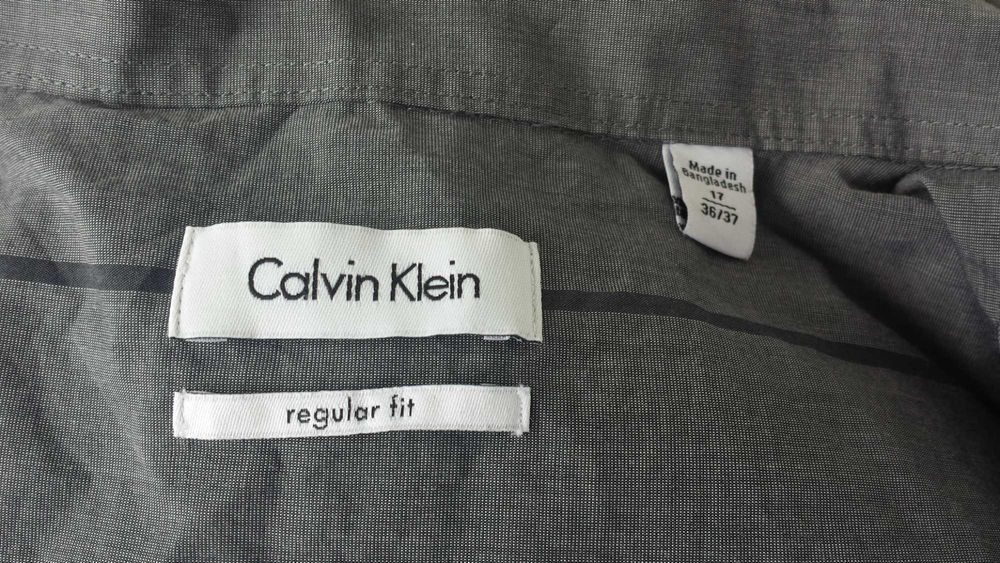 Calvin Klein
regular fit
Made in
Bangladesh
17
36/37